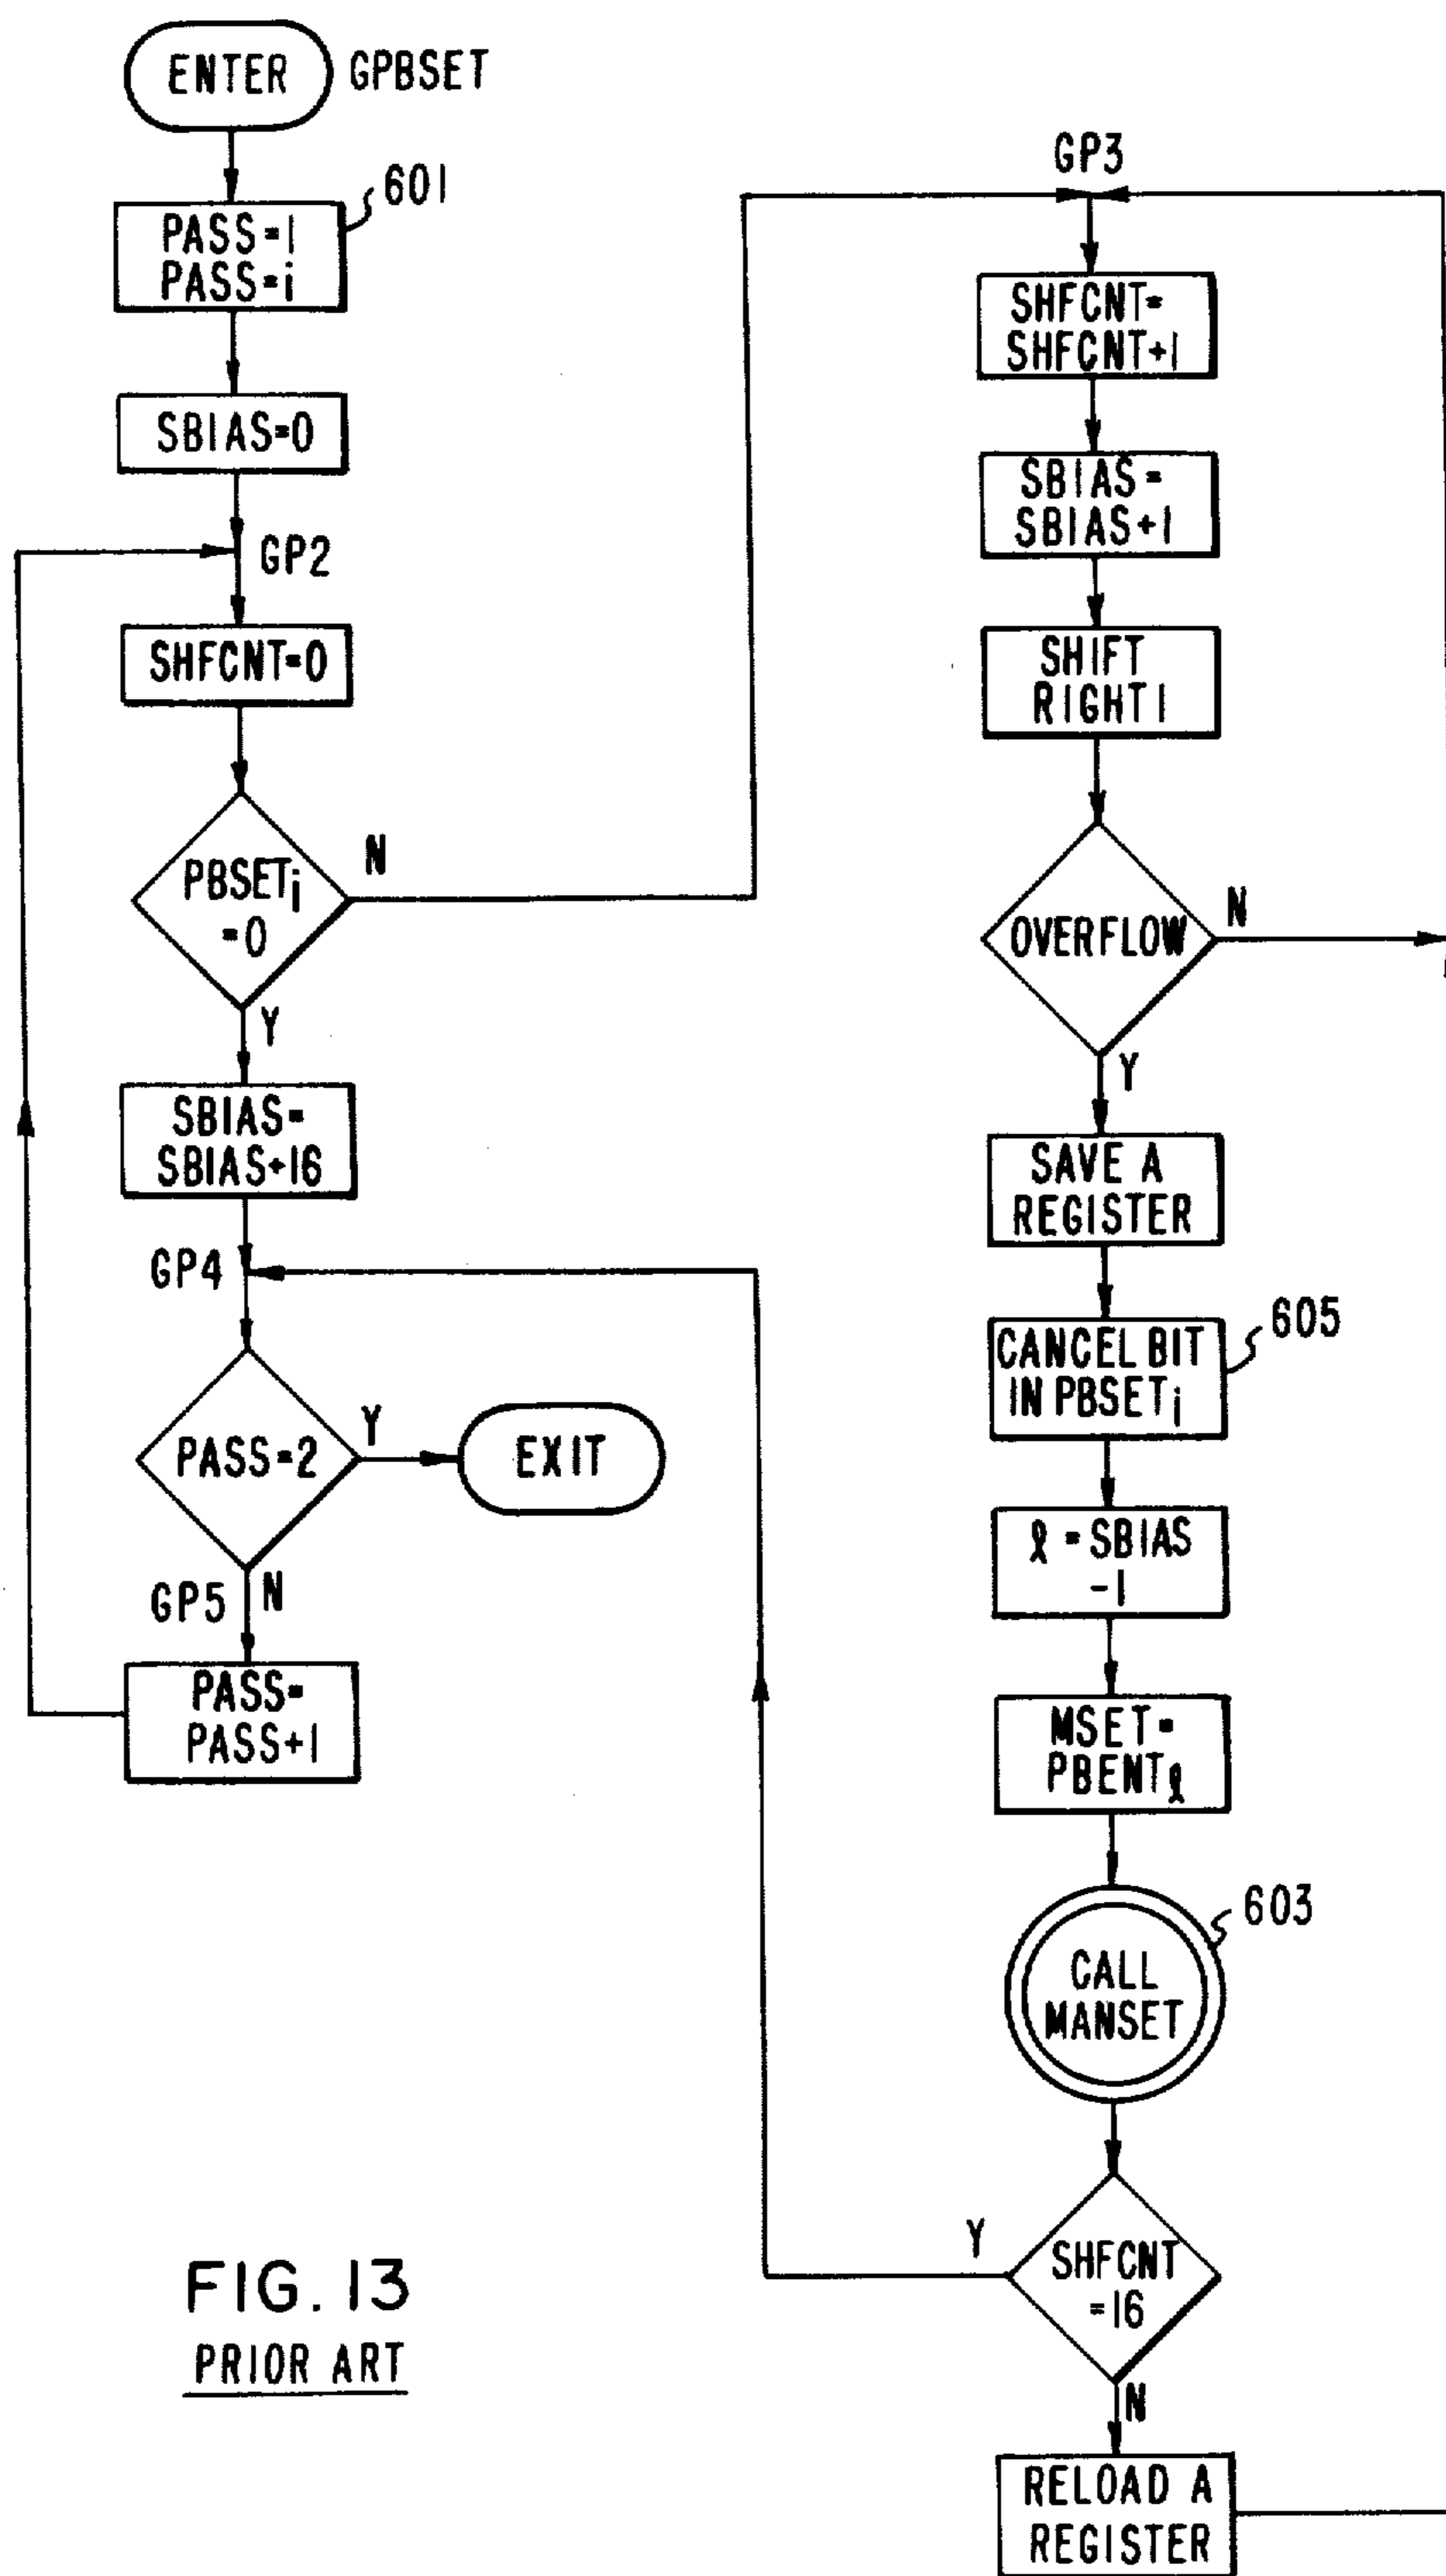 ENTER GPBSET
601
PASS=1
PASS=i
SBIAS=0
GP2
SHFCNT=0
PBSETi
=0
N
Y
SBIAS=
SBIAS+16
GP4
PASS=2
Y
EXIT
GP5 N
PASS=
PASS+1
GP3
SHFCNT=
SHFCNT+1
SBIAS=
SBIAS+1
SHIFT
RIGHT 1
OVERFLOW
N
Y
SAVE A
REGISTER
605
CANCEL BIT
IN PBSETi
ℓ=SBIAS
-1
MSET=
PBENTℓ
603
CALL
MANSET
SHFCNT
=16
Y
N
RELOAD A
REGISTER
FIG. 13
PRIOR ART